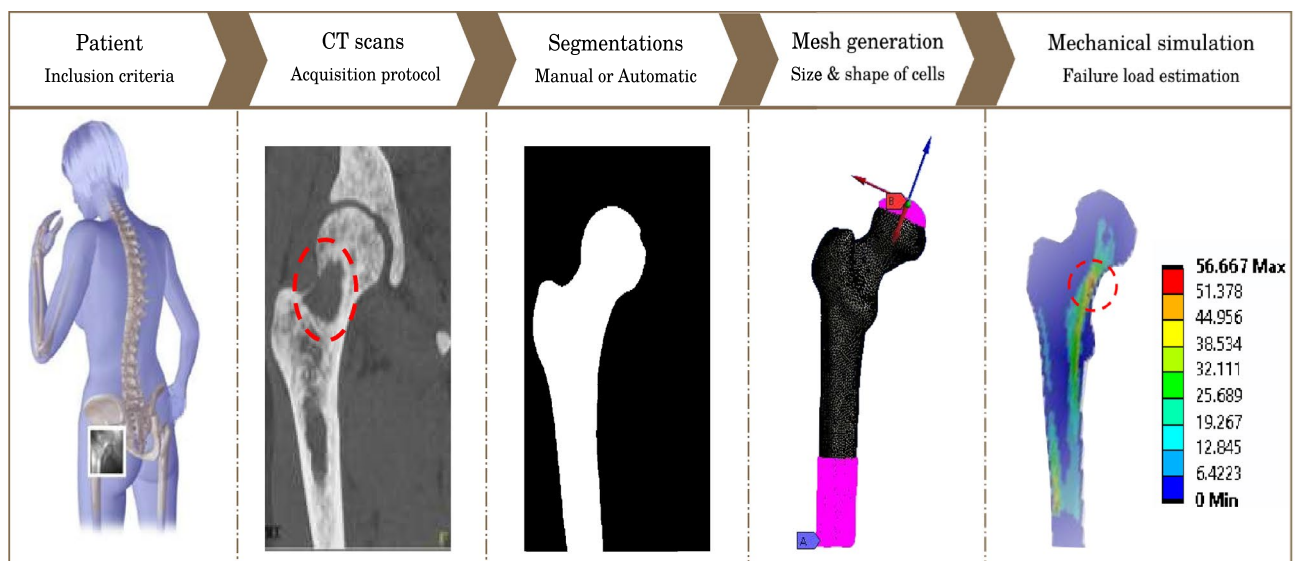 Patient
Inclusion criteria
CT scans
Acquisition protocol
Segmentations
Manual or Automatic
Mesh generation
Size & shape of cells
Mechanical simulation
Failure load estimation
B
A
56.667 Max
51.378
44.956
38.534
32.111
25.689
19.267
12.845
6.4223
0 Min